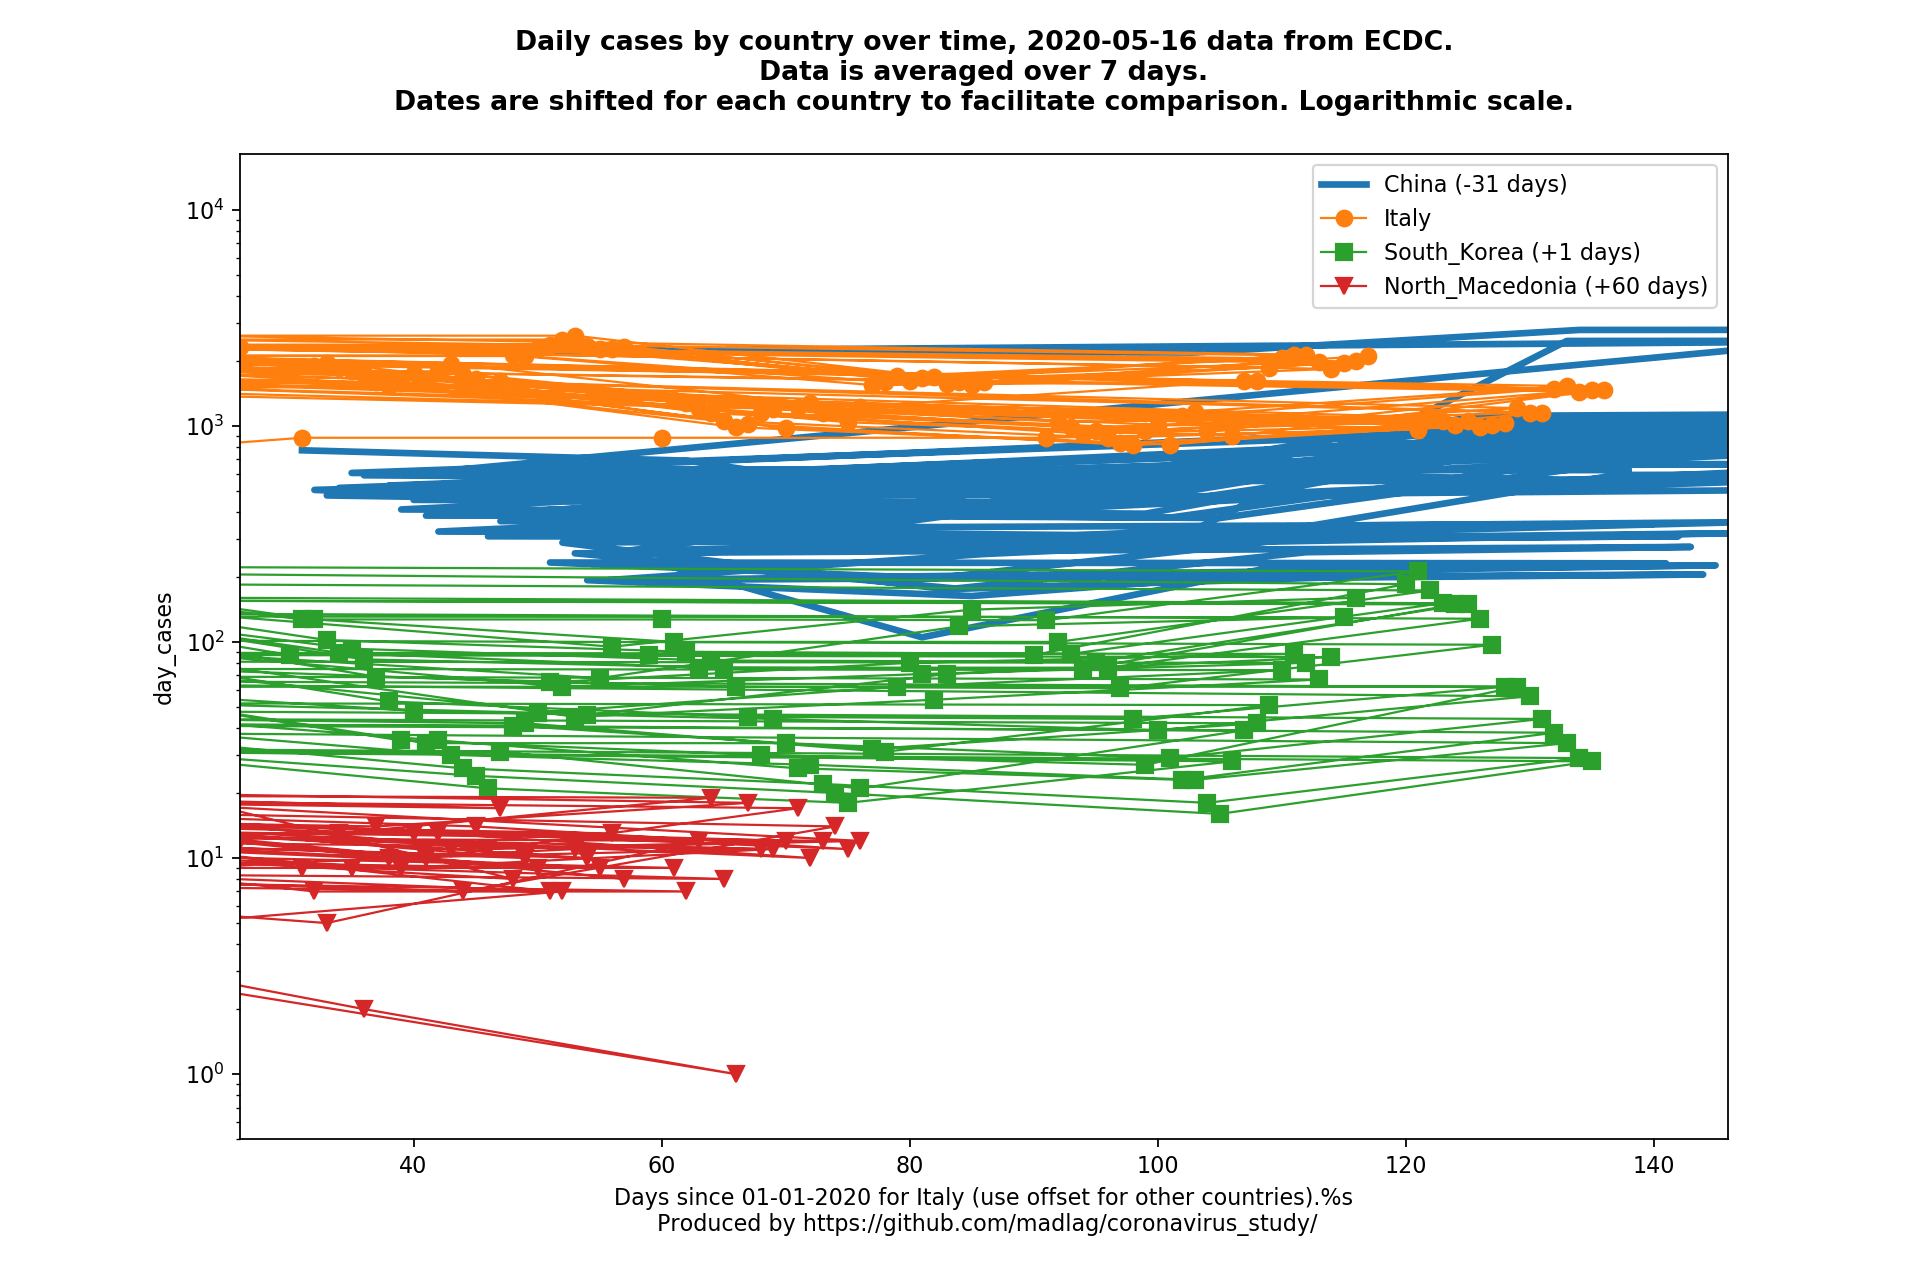 Daily cases by country over time, 2020-05-16 data from ECDC.
Data is averaged over 7 days.
Dates are shifted for each country to facilitate comparison. Logarithmic scale.
China (-31 days)
Italy
South_Korea (+1 days)
North_Macedonia (+60 days)
day_cases
10⁴
10³
10²
10¹
10⁰
40 60 80 100 120 140
Days since 01-01-2020 for Italy (use offset for other countries).%s
Produced by https://github.com/madlag/coronavirus_study/